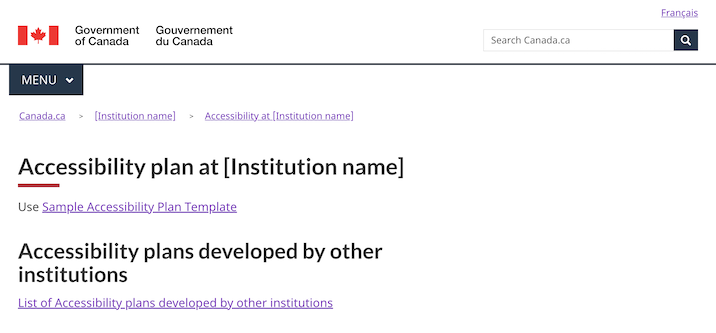 Français
Government
of Canada
Gouvernement
du Canada
Search Canada.ca
MENU
Canada.ca > [Institution name] > Accessibility at [Institution name]
Accessibility plan at [Institution name]
Use Sample Accessibility Plan Template
Accessibility plans developed by other
institutions
List of Accessibility plans developed by other institutions